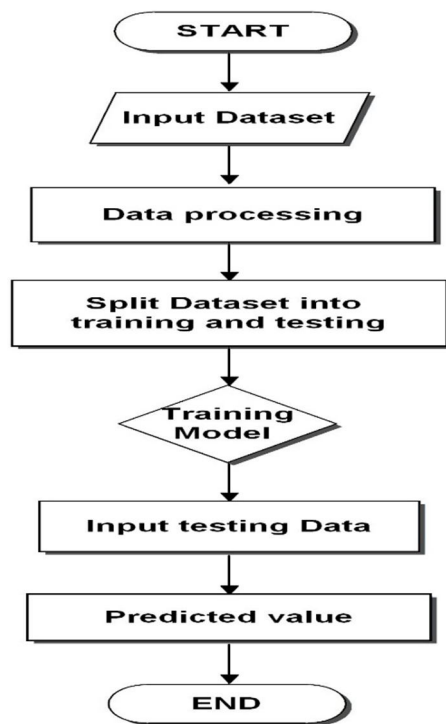 START
Input Dataset
Data processing
Split Dataset into
training and testing
Training
Model
Input testing Data
Predicted value
END